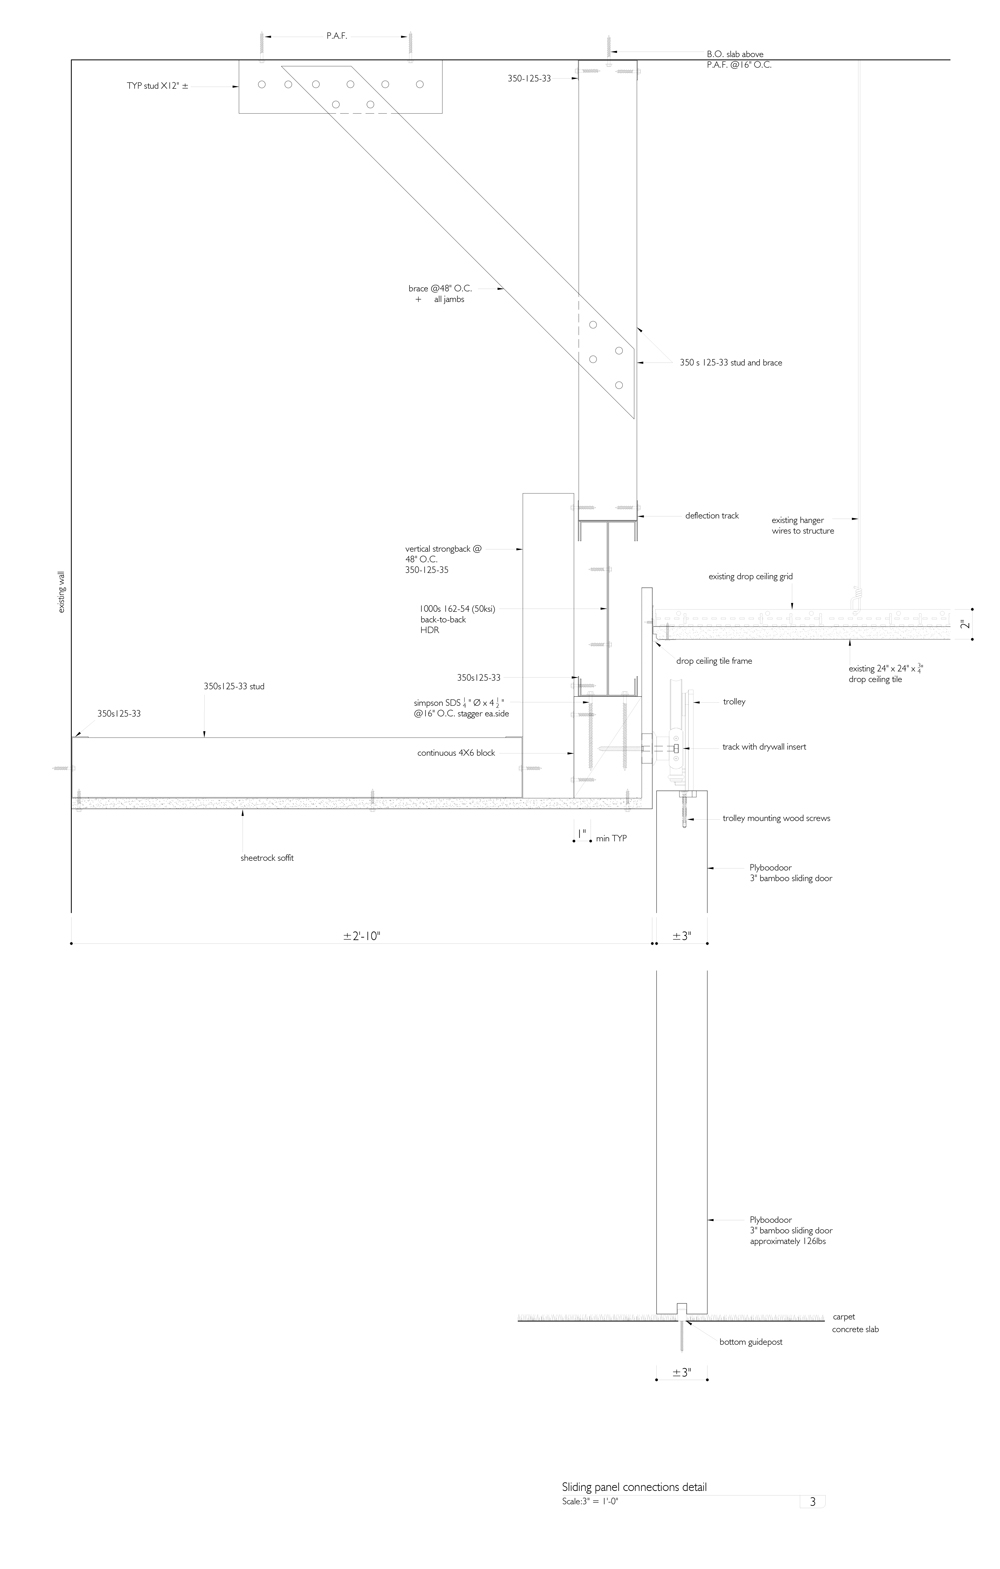 P.A.F.
B.O. slab above
P.A.F. @16" O.C.
350-125-33
TYP stud X12" ±
brace @48" O.C.
+ all jambs
350 s 125-33 stud and brace
deflection track
existing hanger
wires to structure
vertical strongback @
48" O.C.
350-125-35
existing wall
existing drop ceiling grid
1000s 162-54 (50ksi)
back-to-back
HDR
2"
drop ceiling tile frame
existing 24" x 24" x 3/4"
drop ceiling tile
350s125-33
350s125-33 stud
simpson SDS 1/4" Ø x 4 1/2"
@16" O.C. stagger ea.side
trolley
350s125-33
track with drywall insert
continuous 4X6 block
trolley mounting wood screws
1" min TYP
sheetrock soffit
Plyboodoor
3" bamboo sliding door
±2'-10"
±3"
Plyboodoor
3" bamboo sliding door
approximately 126lbs
carpet
concrete slab
bottom guidepost
±3"
Sliding panel connections detail
Scale:3" = 1'-0"
3